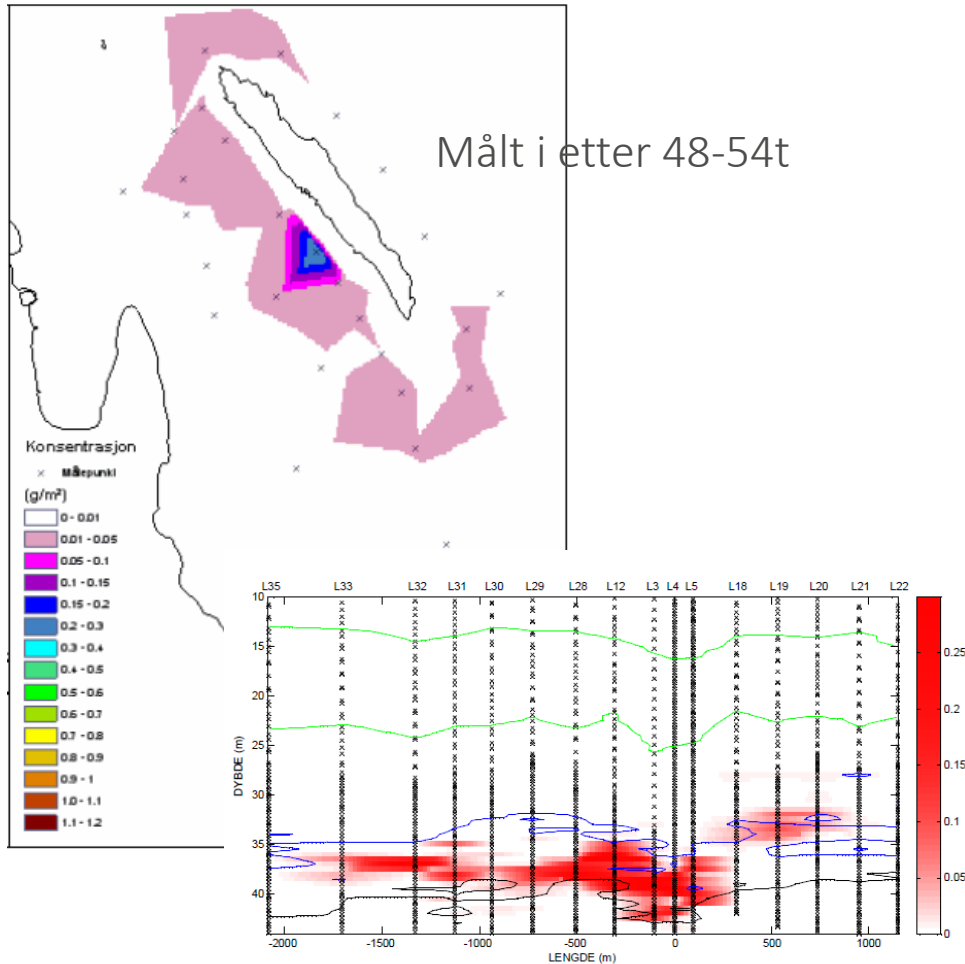 Målt i etter 48-54t
Konsentrasjon
× Målepunkt
(g/m²)
0 - 0.01
0.01 - 0.05
0.05 - 0.1
0.1 - 0.15
0.15 - 0.2
0.2 - 0.3
0.3 - 0.4
0.4 - 0.5
0.5 - 0.6
0.6 - 0.7
0.7 - 0.8
0.8 - 0.9
0.9 - 1
1.0 - 1.1
1.1 - 1.2
L35 L33 L32 L31 L30 L29 L28 L12 L3 L4 L5 L18 L19 L20 L21 L22
10
15
20
25
30
35
40
DYBDE (m)
-2000 -1500 -1000 -500 0 500 1000
LENGDE (m)
0.25
0.2
0.15
0.1
0.05
0